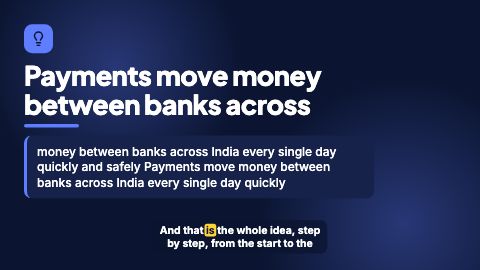 Payments move money
between banks across
money between banks across India every single day
quickly and safely Payments move money between
banks across India every single day quickly
And that is the whole idea, step
by step, from the start to the